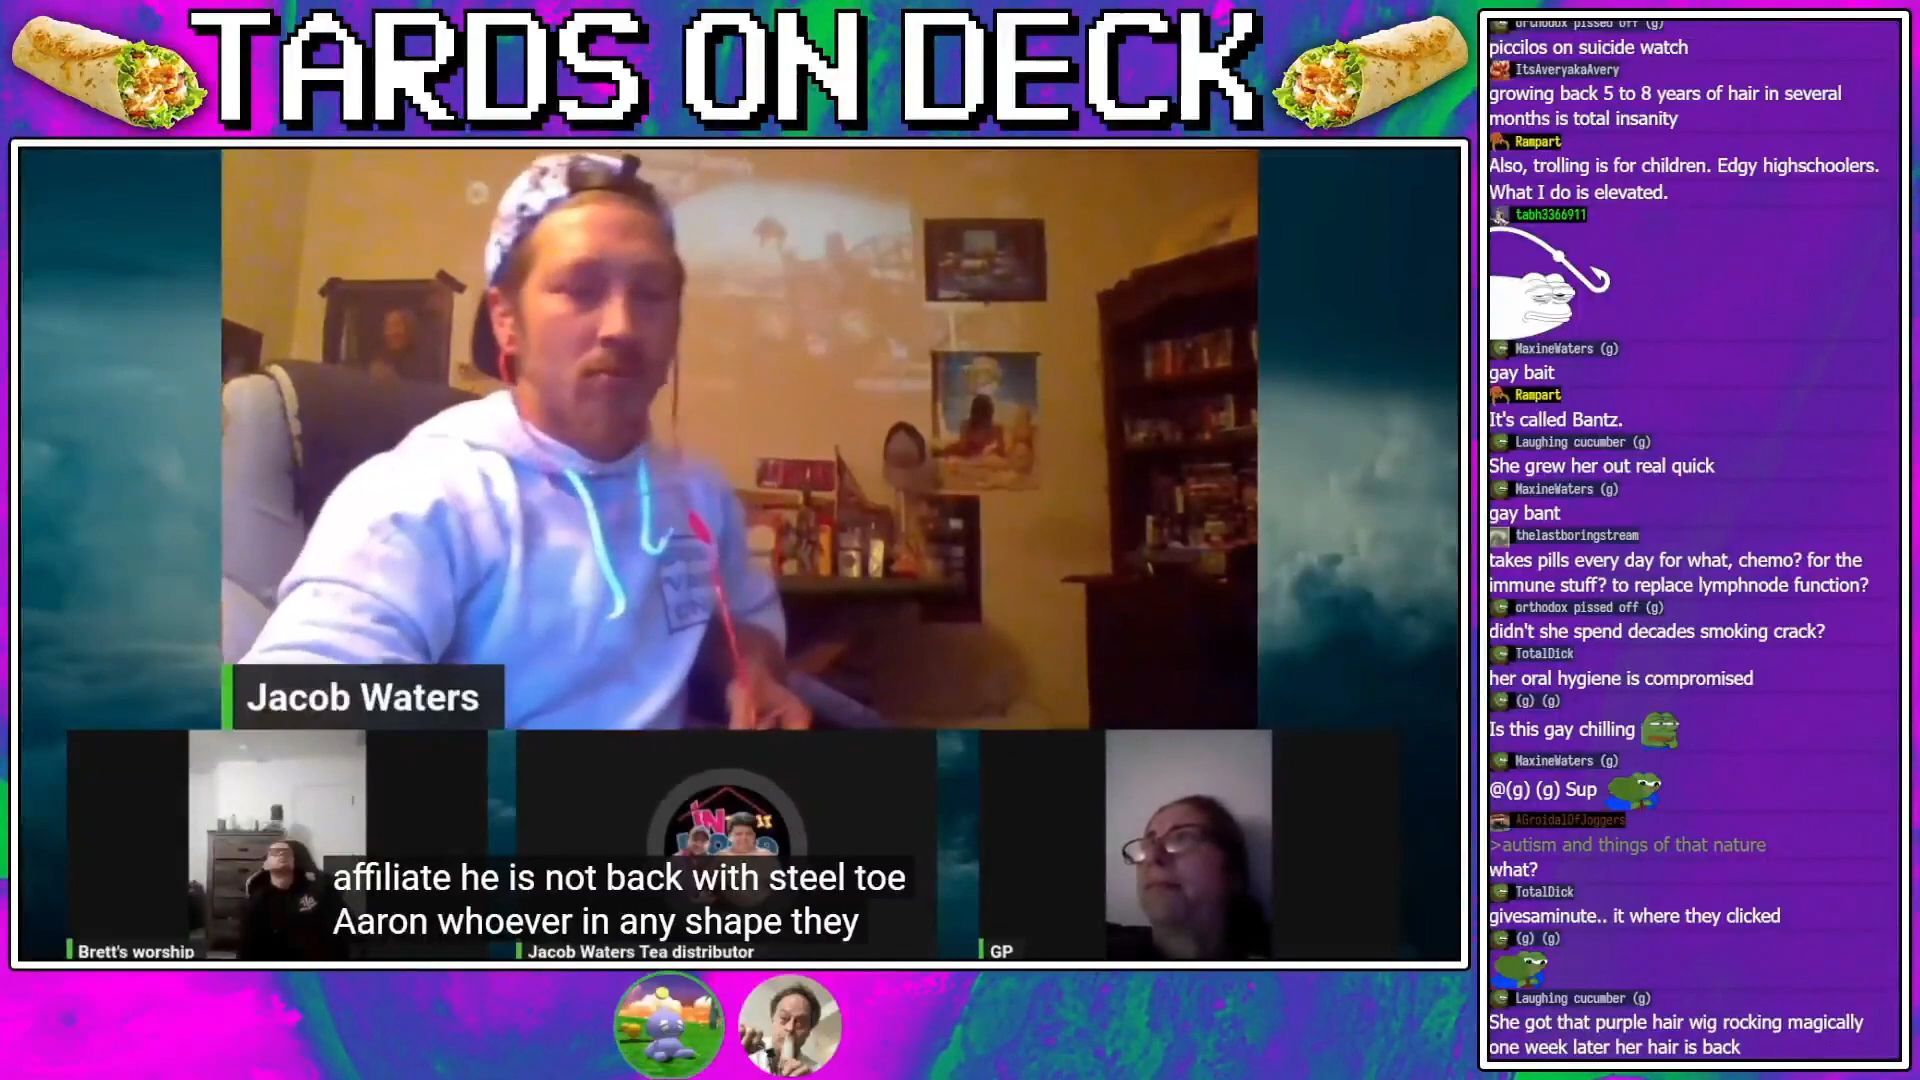 TARDS ON DECK
Jacob Waters
affiliate he is not back with steel toe
Aaron whoever in any shape they
Brett's worship
Jacob Waters Tea distributor
GP
orthodox pissed off (g)
piccilos on suicide watch
ItsAveryakaAvery
growing back 5 to 8 years of hair in several
months is total insanity
Rampart
Also, trolling is for children. Edgy highschoolers.
What I do is elevated.
tabh3366911
MaxineWaters (g)
gay bait
Rampart
It's called Bantz.
Laughing cucumber (g)
She grew her out real quick
MaxineWaters (g)
gay bant
thelastboringstream
takes pills every day for what, chemo? for the
immune stuff? to replace lymphnode function?
orthodox pissed off (g)
didn't she spend decades smoking crack?
TotalDick
her oral hygiene is compromised
(g) (g)
Is this gay chilling
MaxineWaters (g)
@(g) (g) Sup
AGroidalOfJoggers
>autism and things of that nature
what?
TotalDick
givesaminute.. it where they clicked
(g) (g)
Laughing cucumber (g)
She got that purple hair wig rocking magically
one week later her hair is back